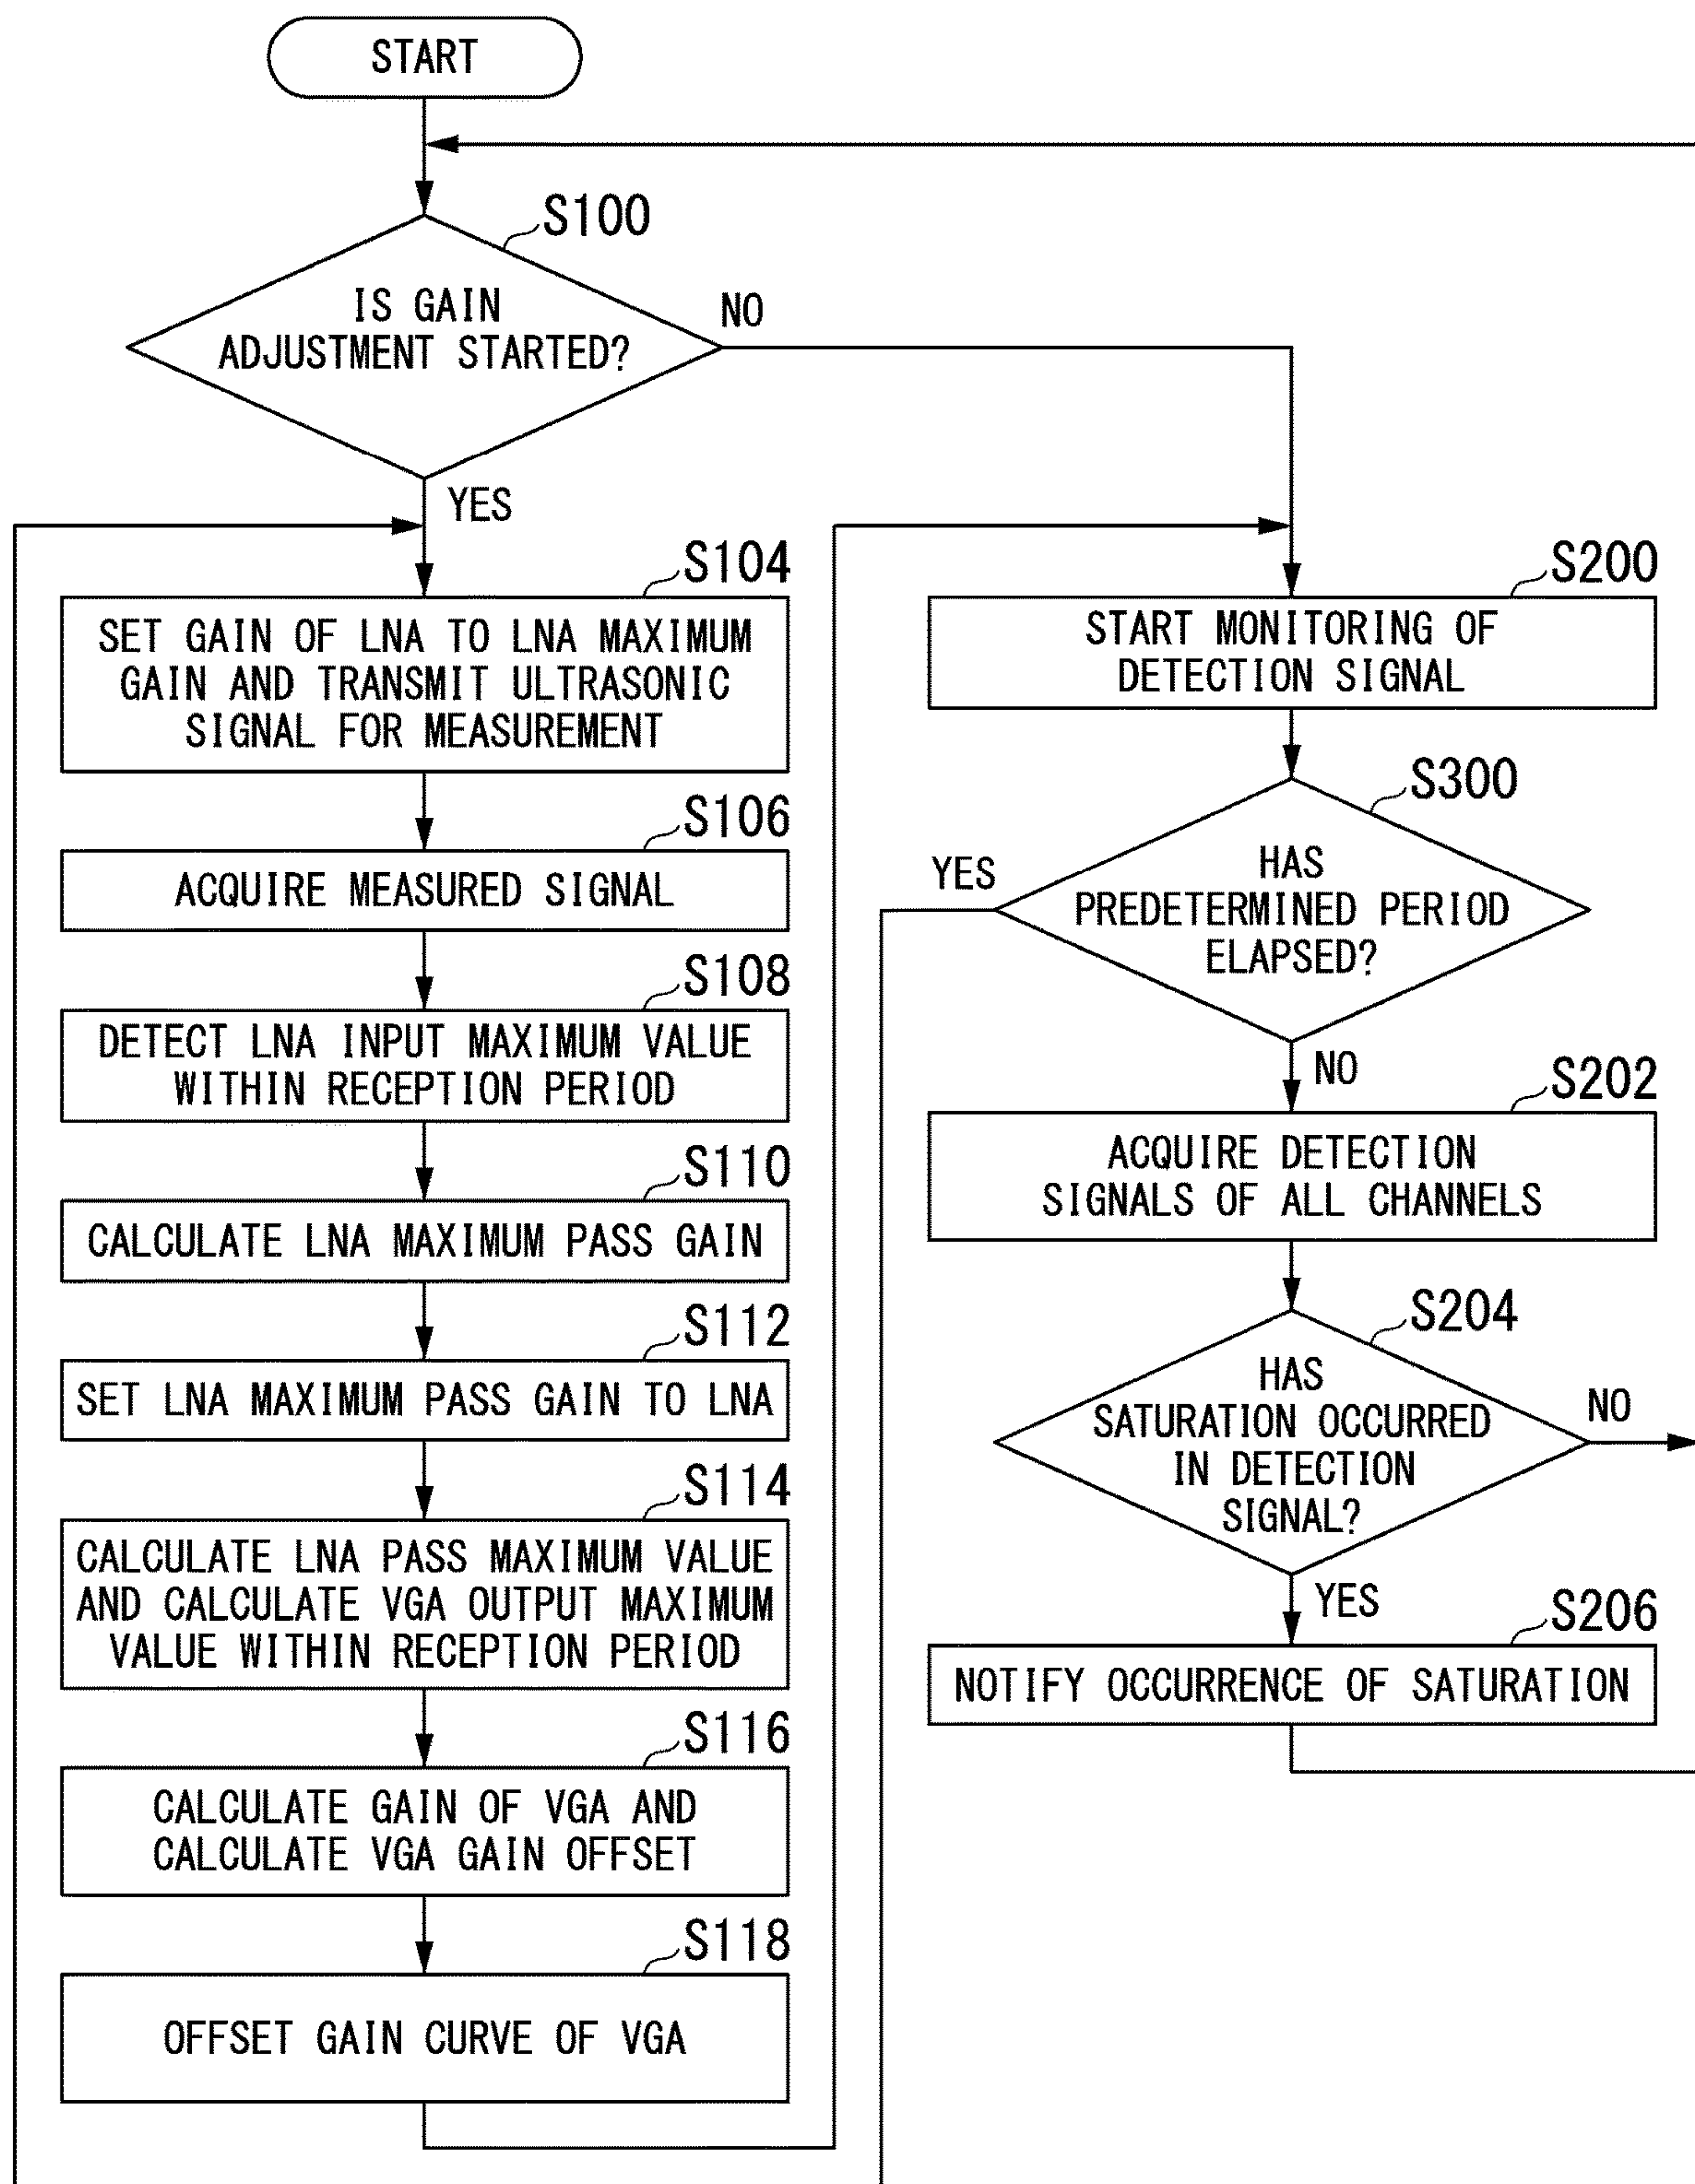 START
S100
IS GAIN
ADJUSTMENT STARTED?
NO
YES
S104
SET GAIN OF LNA TO LNA MAXIMUM
GAIN AND TRANSMIT ULTRASONIC
SIGNAL FOR MEASUREMENT
S106
ACQUIRE MEASURED SIGNAL
S108
DETECT LNA INPUT MAXIMUM VALUE
WITHIN RECEPTION PERIOD
S110
CALCULATE LNA MAXIMUM PASS GAIN
S112
SET LNA MAXIMUM PASS GAIN TO LNA
S114
CALCULATE LNA PASS MAXIMUM VALUE
AND CALCULATE VGA OUTPUT MAXIMUM
VALUE WITHIN RECEPTION PERIOD
S116
CALCULATE GAIN OF VGA AND
CALCULATE VGA GAIN OFFSET
S118
OFFSET GAIN CURVE OF VGA
S200
START MONITORING OF
DETECTION SIGNAL
S300
HAS
PREDETERMINED PERIOD
ELAPSED?
YES
NO
S202
ACQUIRE DETECTION
SIGNALS OF ALL CHANNELS
S204
HAS
SATURATION OCCURRED
IN DETECTION
SIGNAL?
NO
YES
S206
NOTIFY OCCURRENCE OF SATURATION